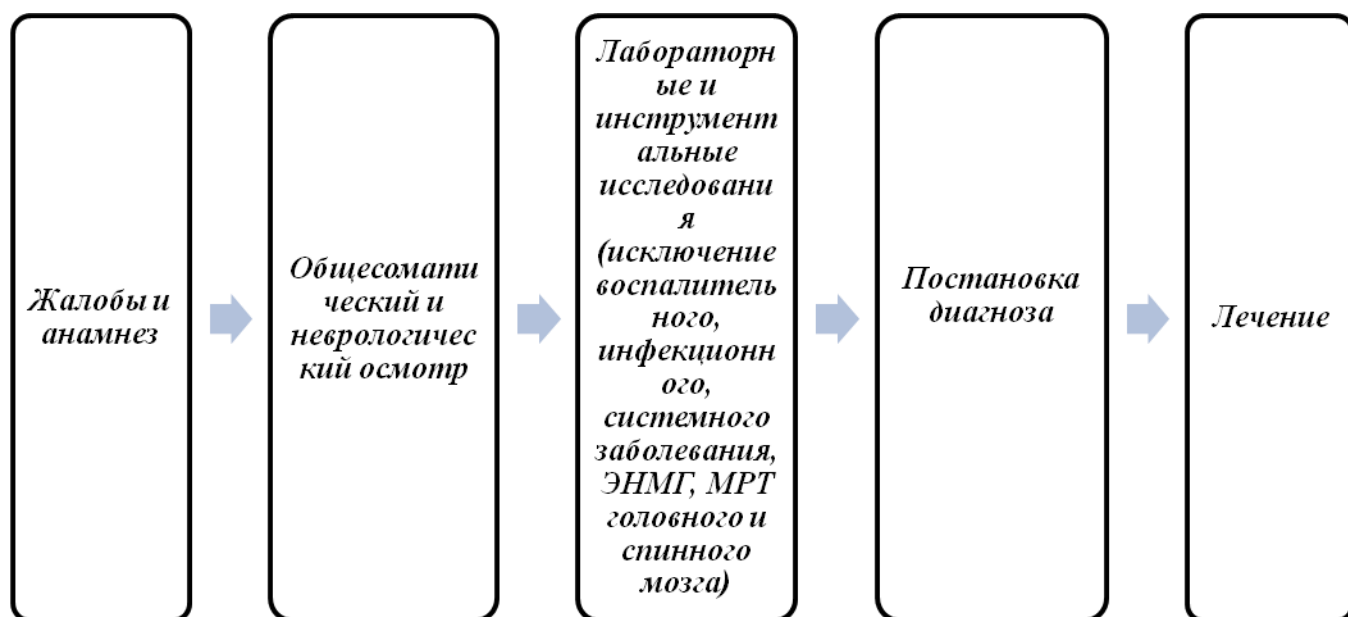 Жалобы и
анамнез
Общесомати
ческий и
неврологичес
кий осмотр
Лабораторн
ые и
инструмент
альные
исследовани
я
(исключение
воспалитель
ного,
инфекционн
ого,
системного
заболевания,
ЭНМГ, МРТ
головного и
спинного
мозга)
Постановка
диагноза
Лечение